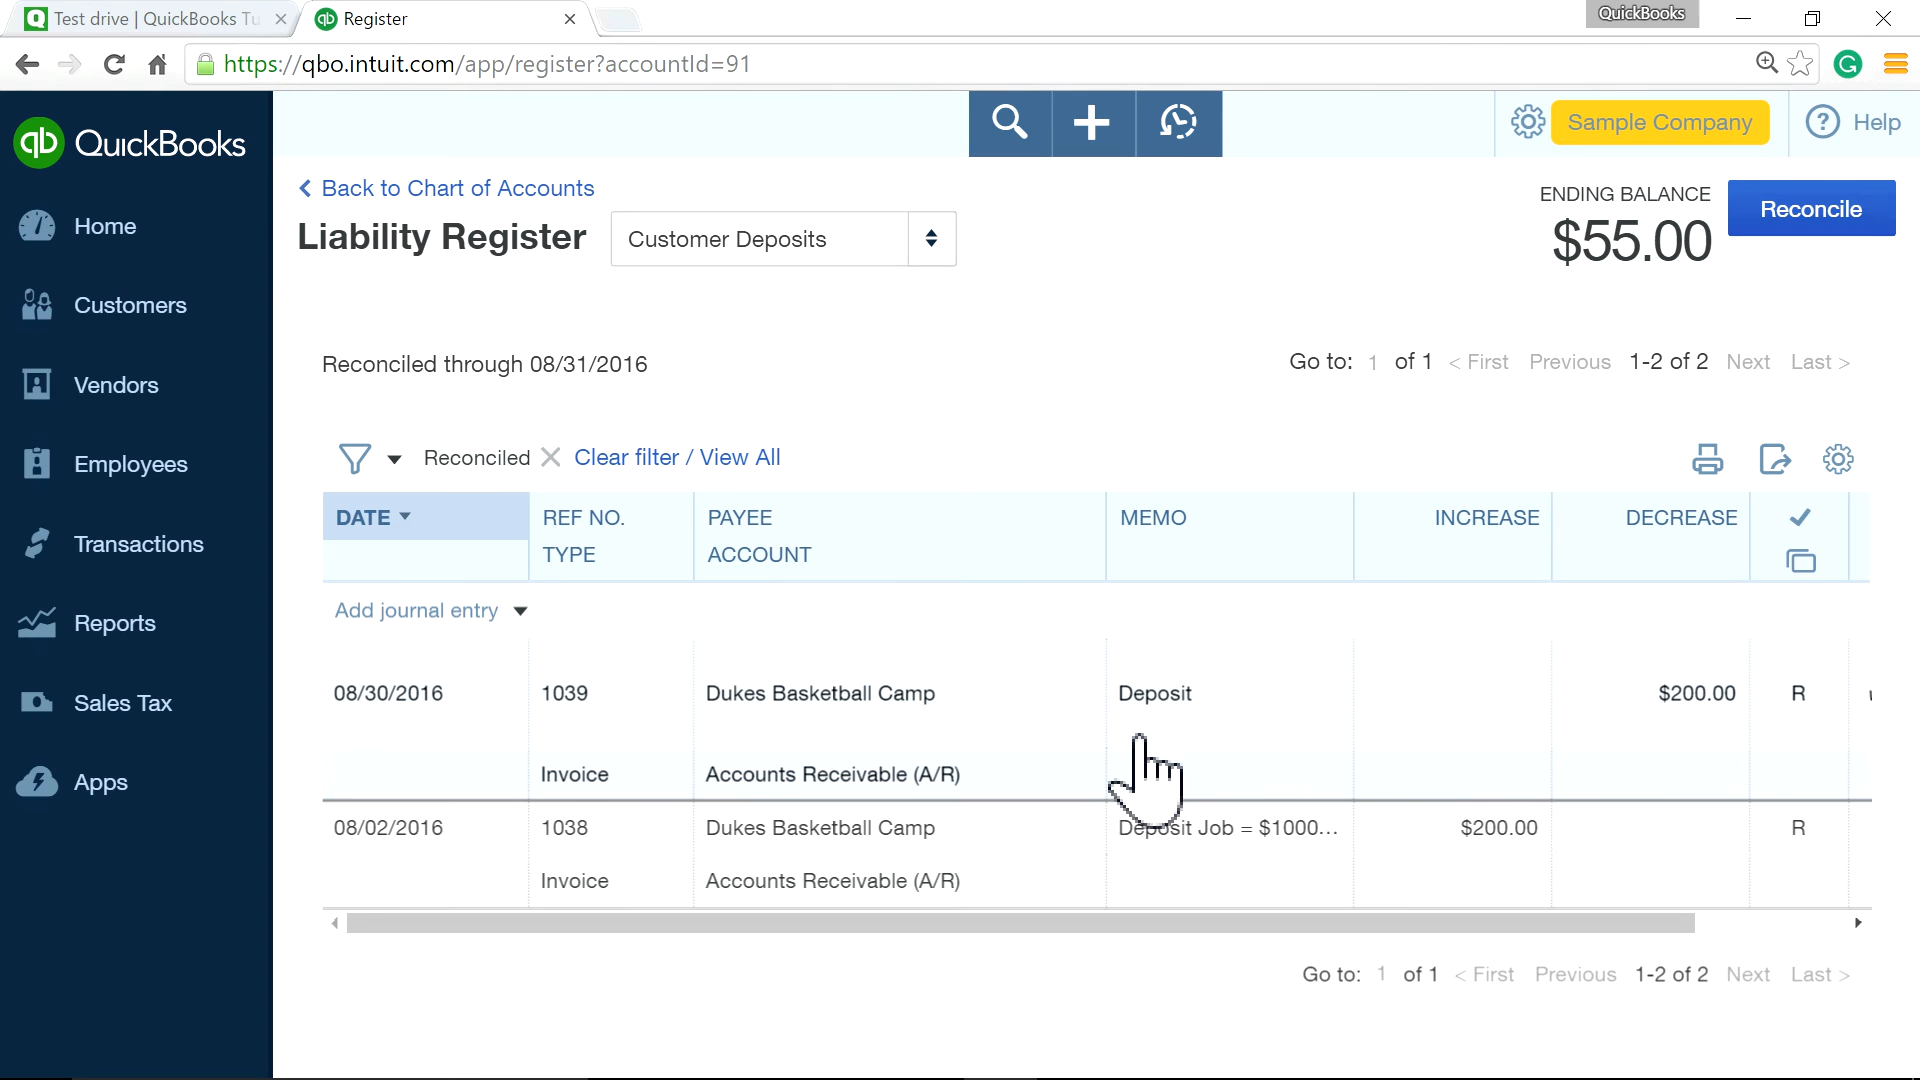 Test drive | QuickBooks Tu
Register
QuickBooks
https://qbo.intuit.com/app/register?accountId=91
qb QuickBooks
Sample Company
? Help
Home
Customers
Vendors
Employees
Transactions
Reports
Sales Tax
Apps
< Back to Chart of Accounts
Liability Register
Customer Deposits
ENDING BALANCE
$55.00
Reconcile
Reconciled through 08/31/2016
Go to: 1 of 1 < First Previous 1-2 of 2 Next Last >
Reconciled Clear filter / View All
DATE REF NO. PAYEE MEMO INCREASE DECREASE
TYPE ACCOUNT
Add journal entry
08/30/2016 1039 Dukes Basketball Camp Deposit $200.00 R
Invoice Accounts Receivable (A/R)
08/02/2016 1038 Dukes Basketball Camp Deposit Job = $1000... $200.00 R
Invoice Accounts Receivable (A/R)
Go to: 1 of 1 < First Previous 1-2 of 2 Next Last >